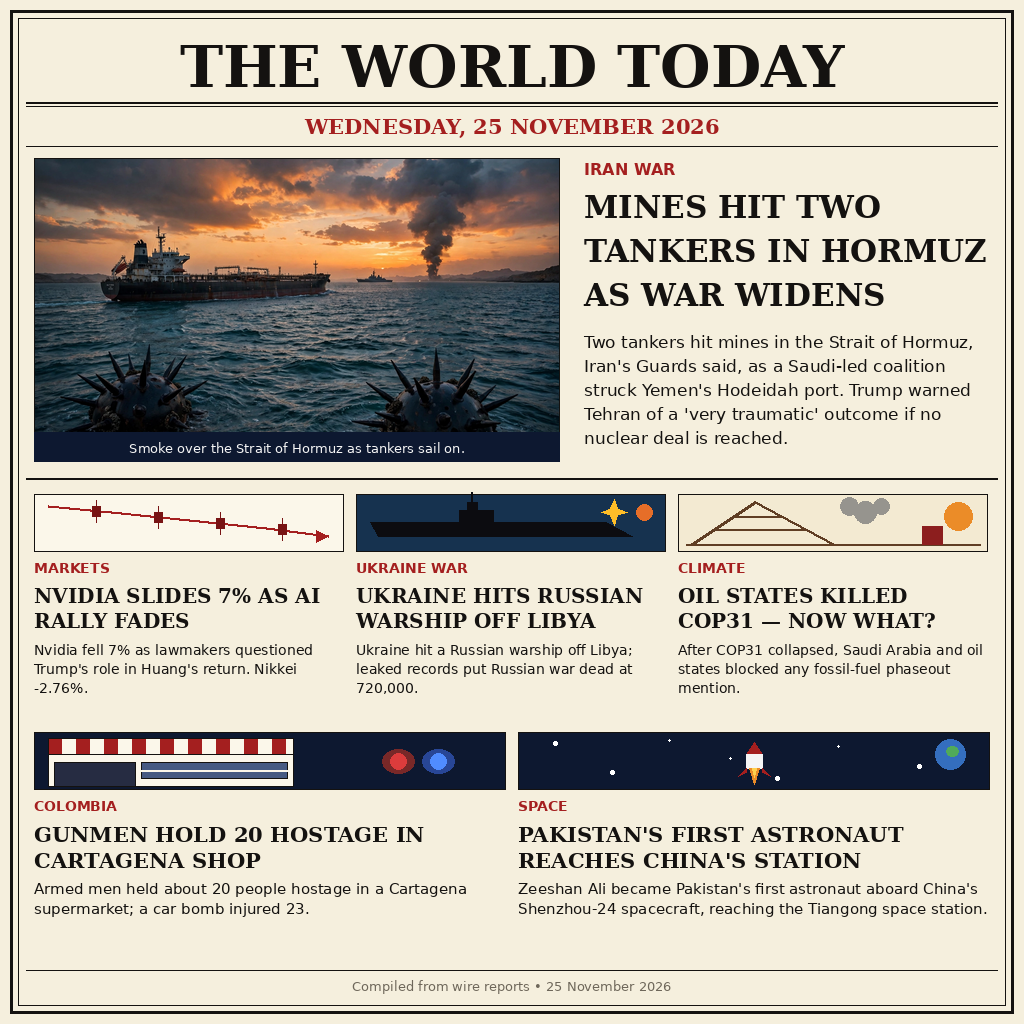 THE WORLD TODAY
WEDNESDAY, 25 NOVEMBER 2026
Smoke over the Strait of Hormuz as tankers sail on.
IRAN WAR
MINES HIT TWO
TANKERS IN HORMUZ
AS WAR WIDENS
Two tankers hit mines in the Strait of Hormuz,
Iran's Guards said, as a Saudi-led coalition
struck Yemen's Hodeidah port. Trump warned
Tehran of a 'very traumatic' outcome if no
nuclear deal is reached.
MARKETS
NVIDIA SLIDES 7% AS AI
RALLY FADES
Nvidia fell 7% as lawmakers questioned
Trump's role in Huang's return. Nikkei
-2.76%.
UKRAINE WAR
UKRAINE HITS RUSSIAN
WARSHIP OFF LIBYA
Ukraine hit a Russian warship off Libya;
leaked records put Russian war dead at
720,000.
CLIMATE
OIL STATES KILLED
COP31 — NOW WHAT?
After COP31 collapsed, Saudi Arabia and oil
states blocked any fossil-fuel phaseout
mention.
COLOMBIA
GUNMEN HOLD 20 HOSTAGE IN
CARTAGENA SHOP
Armed men held about 20 people hostage in a Cartagena
supermarket; a car bomb injured 23.
SPACE
PAKISTAN'S FIRST ASTRONAUT
REACHES CHINA'S STATION
Zeeshan Ali became Pakistan's first astronaut aboard China's
Shenzhou-24 spacecraft, reaching the Tiangong space station.
Compiled from wire reports • 25 November 2026